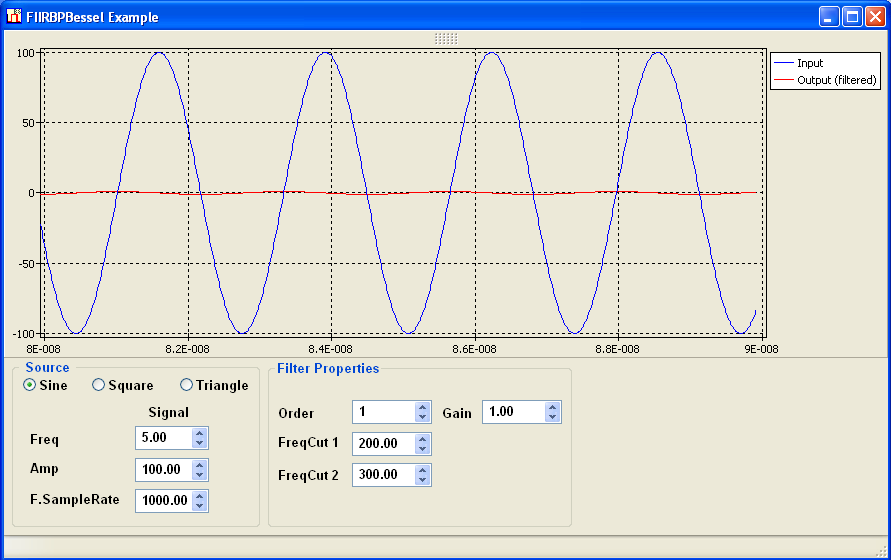 FIIRBPBessel Example
100
50
0
-50
-100
8E-008 8.2E-008 8.4E-008 8.6E-008 8.8E-008 9E-008
Input
Output (filtered)
Source
Sine Square Triangle
Signal
Freq 5.00
Amp 100.00
F.SampleRate 1000.00
Filter Properties
Order 1 Gain 1.00
FreqCut 1 200.00
FreqCut 2 300.00